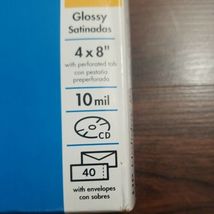 Glossy
Satinadas
4 x 8"
with perforated tab
con pestaña
preperforada
10 mil
CD
40
with envelopes
con sobres